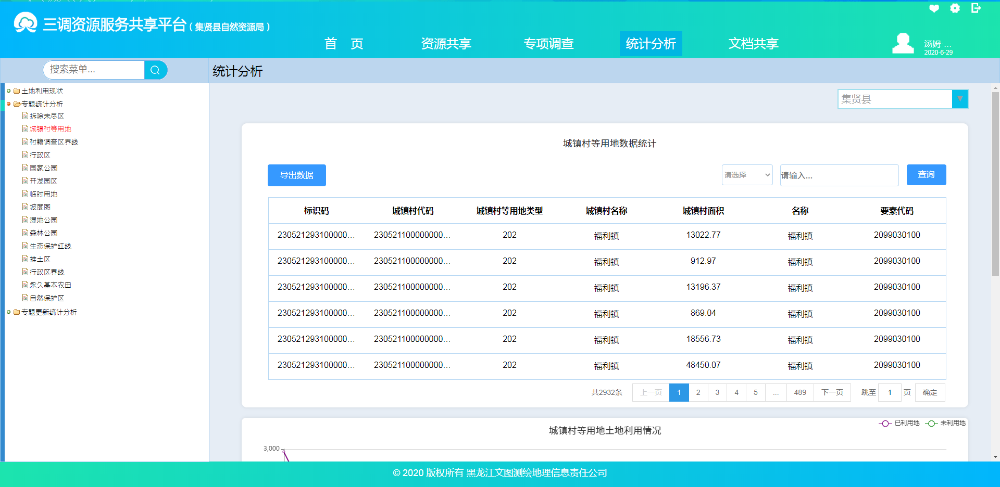 三调资源服务共享平台（集贤县自然资源局）
首 页 资源共享 专项调查 统计分析 文档共享
汤姆-...
2020-6-29
搜索菜单...
统计分析
土地利用现状
专题统计分析
拆除未尽区
城镇村等用地
村籍调查区界线
行政区
国家公园
开发园区
临时用地
坡度图
湿地公园
森林公园
生态保护红线
推土区
行政区界线
永久基本农田
自然保护区
专题更新统计分析
集贤县
城镇村等用地数据统计
导出数据 请选择 请输入... 查询
标识码 城镇村代码 城镇村等用地类型 城镇村名称 城镇村面积 名称 要素代码
230521293100000... 230521100000000... 202 福利镇 13022.77 福利镇 2099030100
230521293100000... 230521100000000... 202 福利镇 912.97 福利镇 2099030100
230521293100000... 230521100000000... 202 福利镇 13196.37 福利镇 2099030100
230521293100000... 230521100000000... 202 福利镇 869.04 福利镇 2099030100
230521293100000... 230521100000000... 202 福利镇 18556.73 福利镇 2099030100
230521293100000... 230521100000000... 202 福利镇 48450.07 福利镇 2099030100
共2932条 上一页 1 2 3 4 5 ... 489 下一页 跳至 1 页 确定
已利用地 未利用地
城镇村等用地土地利用情况
3,000
© 2020 版权所有 黑龙江文图测绘地理信息责任公司